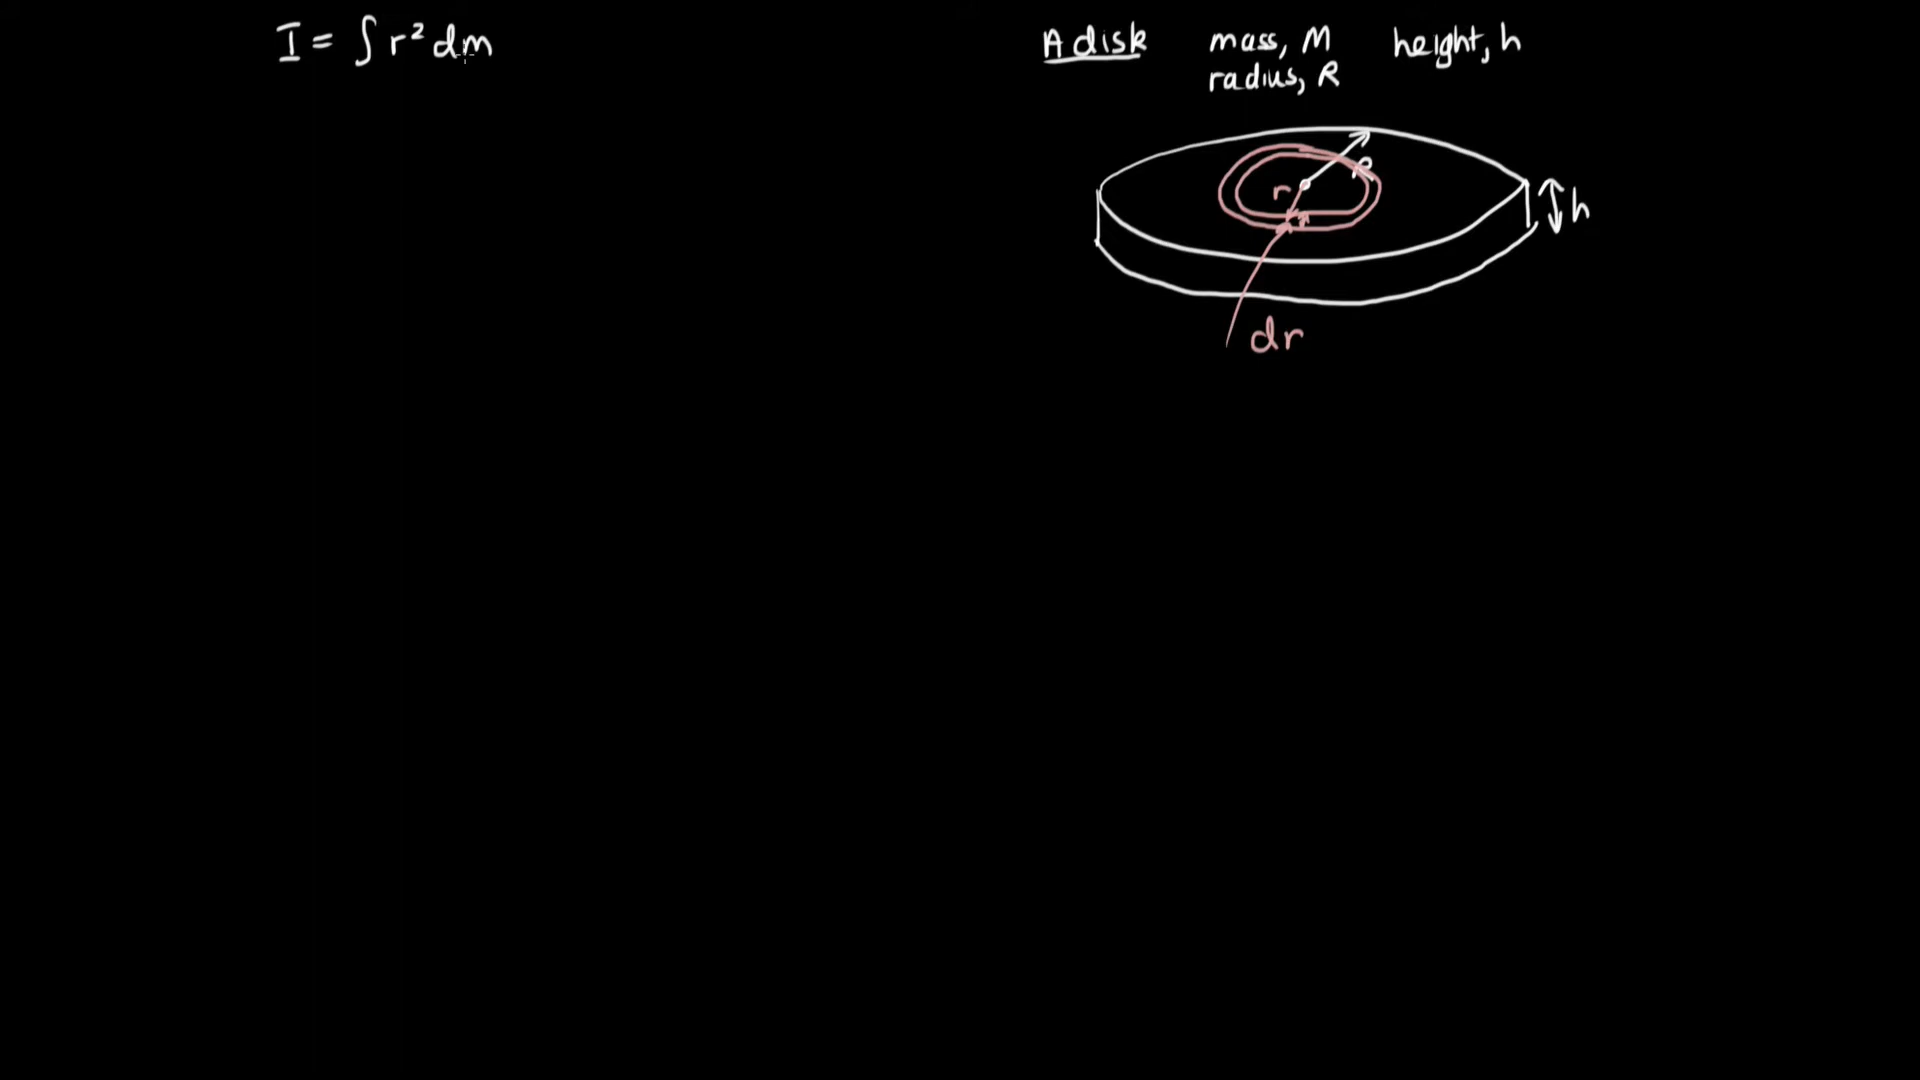 I = ∫ r² dm
A disk mass, M height, h
radius, R
R
r
h
dr